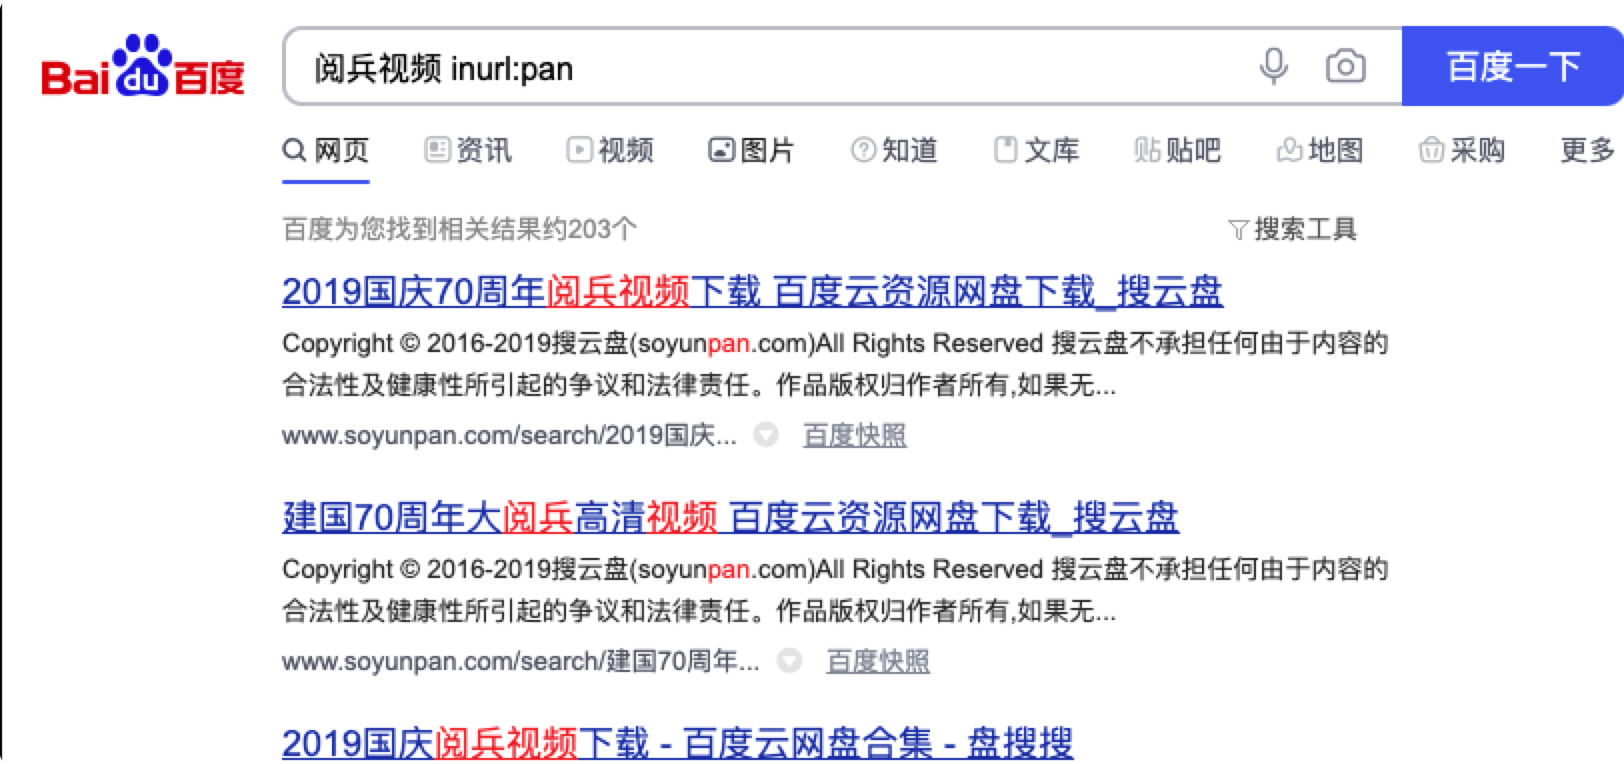 Bai du 百度
阅兵视频 inurl:pan
百度一下
网页 资讯 视频 图片 知道 文库 贴 贴吧 地图 采购 更多
百度为您找到相关结果约203个 搜索工具
2019国庆70周年阅兵视频下载 百度云资源网盘下载_搜云盘
Copyright © 2016-2019搜云盘(soyunpan.com)All Rights Reserved 搜云盘不承担任何由于内容的
合法性及健康性所引起的争议和法律责任。作品版权归作者所有,如果无...
www.soyunpan.com/search/2019国庆... 百度快照
建国70周年大阅兵高清视频 百度云资源网盘下载_搜云盘
Copyright © 2016-2019搜云盘(soyunpan.com)All Rights Reserved 搜云盘不承担任何由于内容的
合法性及健康性所引起的争议和法律责任。作品版权归作者所有,如果无...
www.soyunpan.com/search/建国70周年... 百度快照
2019国庆阅兵视频下载 - 百度云网盘合集 - 盘搜搜